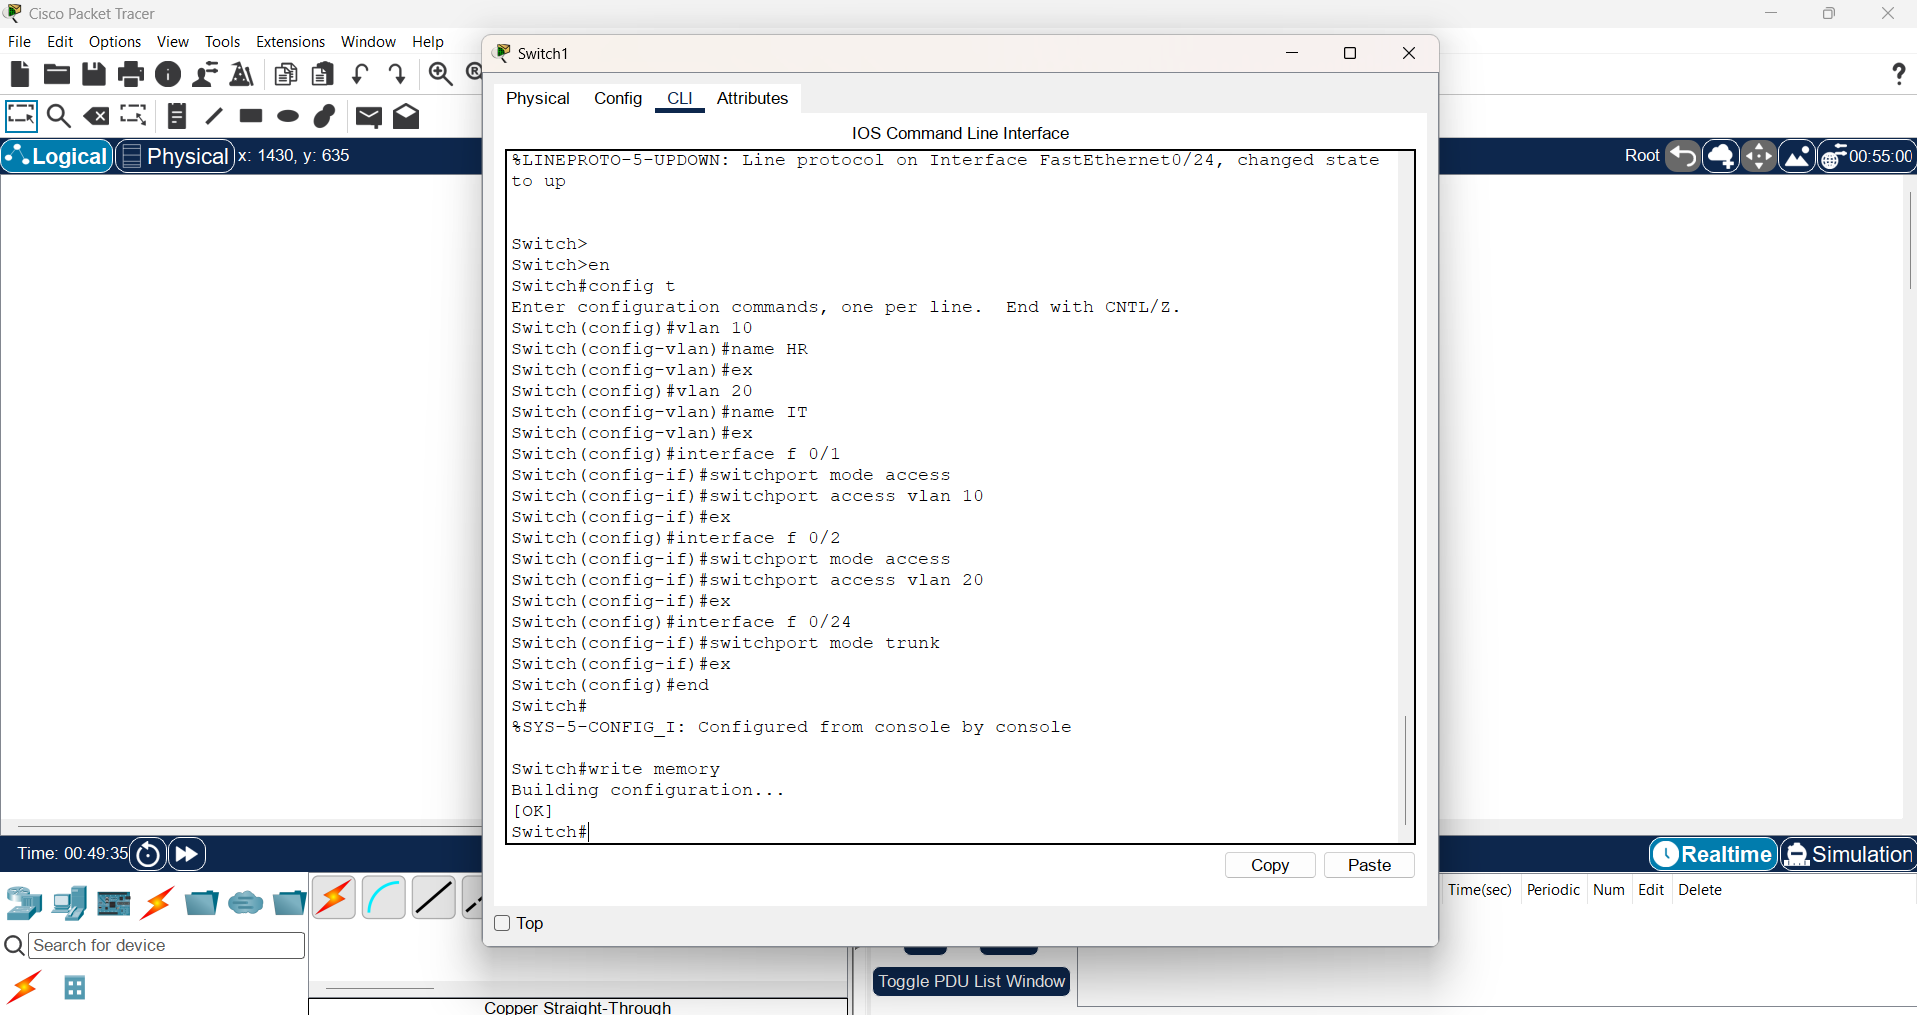 Cisco Packet Tracer
File Edit Options View Tools Extensions Window Help
Switch1
Physical Config CLI Attributes
IOS Command Line Interface
Logical Physical x: 1430, y: 635
Root 00:55:00
%LINEPROTO-5-UPDOWN: Line protocol on Interface FastEthernet0/24, changed state
to up
Switch>
Switch>en
Switch#config t
Enter configuration commands, one per line.  End with CNTL/Z.
Switch(config)#vlan 10
Switch(config-vlan)#name HR
Switch(config-vlan)#ex
Switch(config)#vlan 20
Switch(config-vlan)#name IT
Switch(config-vlan)#ex
Switch(config)#interface f 0/1
Switch(config-if)#switchport mode access
Switch(config-if)#switchport access vlan 10
Switch(config-if)#ex
Switch(config)#interface f 0/2
Switch(config-if)#switchport mode access
Switch(config-if)#switchport access vlan 20
Switch(config-if)#ex
Switch(config)#interface f 0/24
Switch(config-if)#switchport mode trunk
Switch(config-if)#ex
Switch(config)#end
Switch#
%SYS-5-CONFIG_I: Configured from console by console
Switch#write memory
Building configuration...
[OK]
Switch#
Copy Paste
Top
Time: 00:49:35
Realtime Simulation
Time(sec) Periodic Num Edit Delete
Search for device
Toggle PDU List Window
Copper Straight-Through